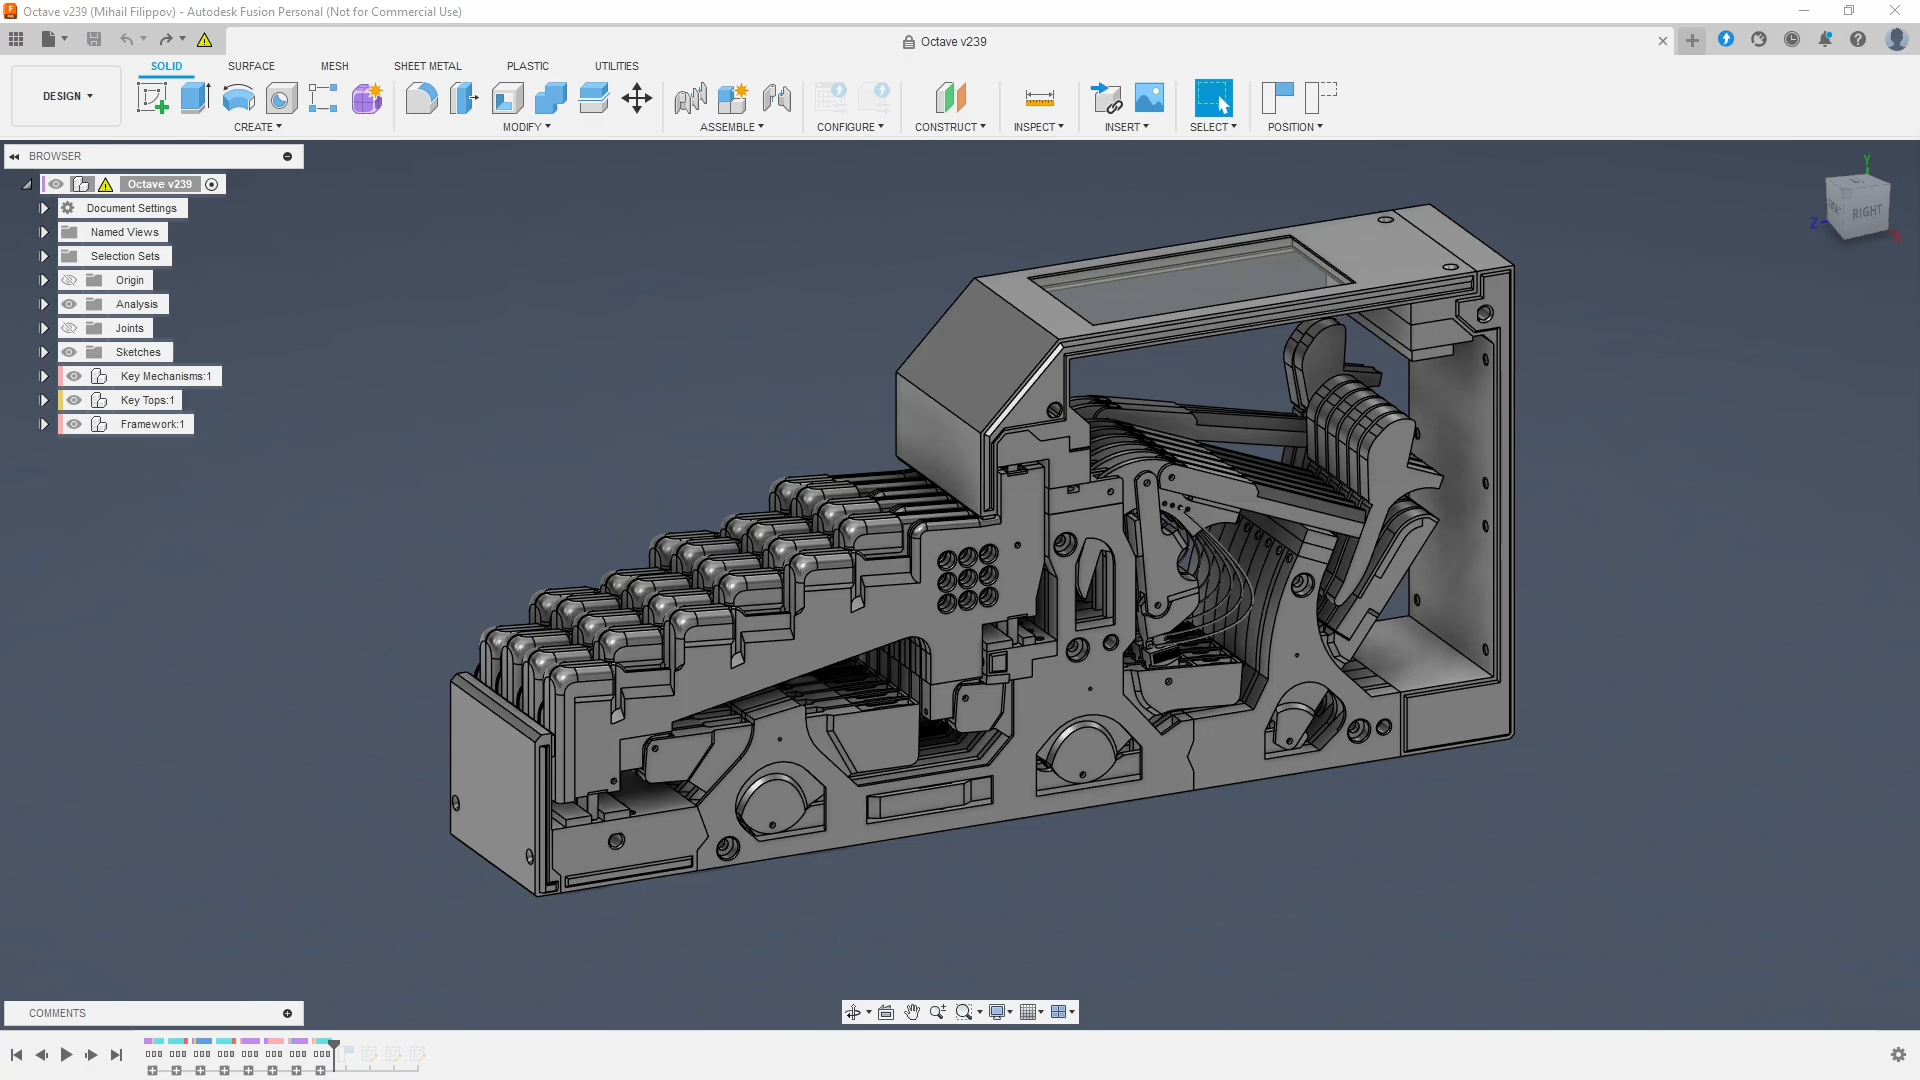 Octave v239 (Mihail Filippov) - Autodesk Fusion Personal (Not for Commercial Use)
Octave v239
SOLID SURFACE MESH SHEET METAL PLASTIC UTILITIES
DESIGN
CREATE MODIFY ASSEMBLE CONFIGURE CONSTRUCT INSPECT INSERT SELECT POSITION
BROWSER
Octave v239
Document Settings
Named Views
Selection Sets
Origin
Analysis
Joints
Sketches
Key Mechanisms:1
Key Tops:1
Framework:1
Y
RIGHT
Z
COMMENTS